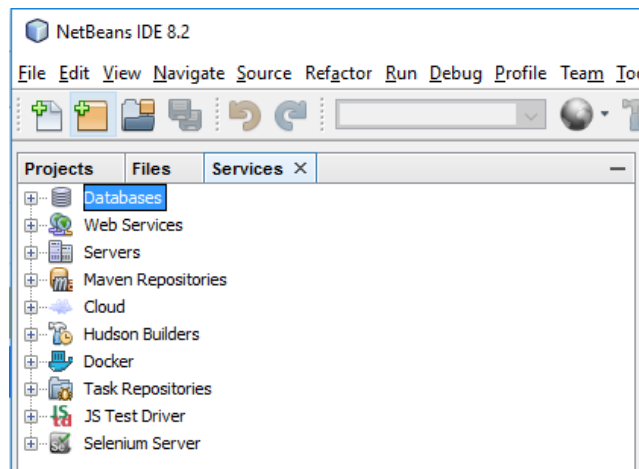 NetBeans IDE 8.2
File Edit View Navigate Source Refactor Run Debug Profile Team Too
Projects Files Services
Databases
Web Services
Servers
Maven Repositories
Cloud
Hudson Builders
Docker
Task Repositories
JS Test Driver
Selenium Server